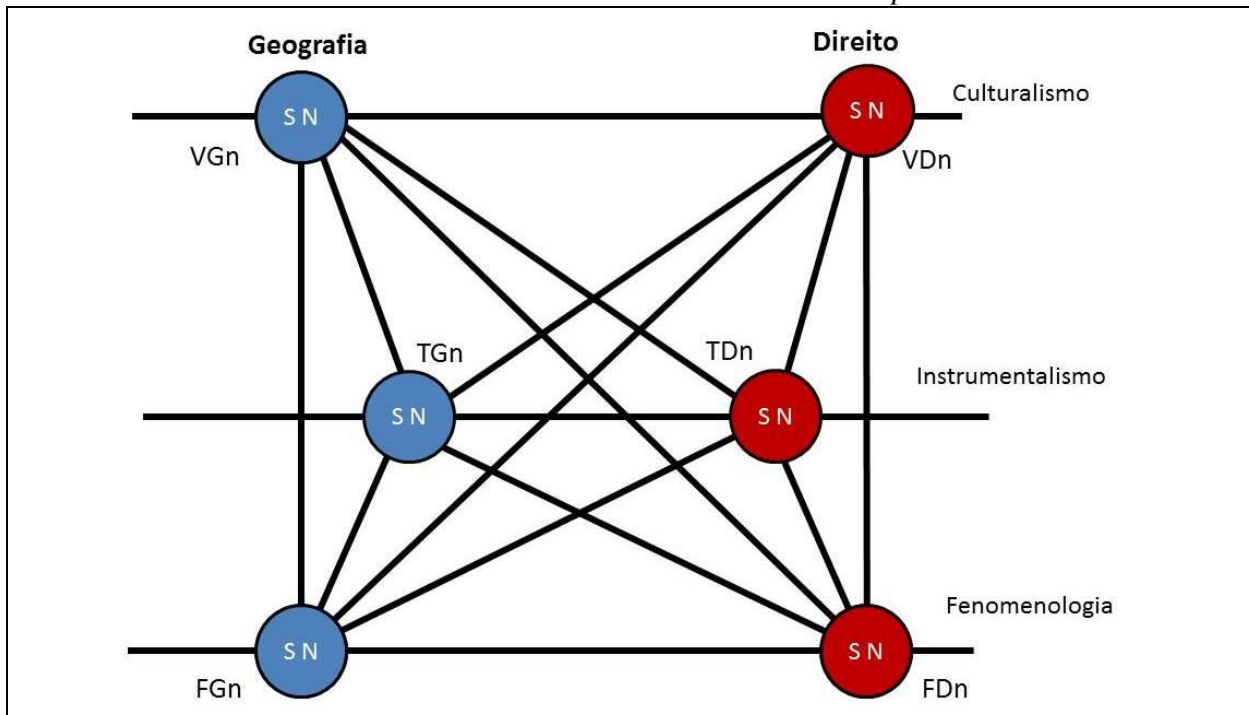 Geografia
Direito
Culturalismo
S N
S N
VGn
VDn
TGn
TDn
Instrumentalismo
S N
S N
Fenomenologia
S N
S N
FGn
FDn